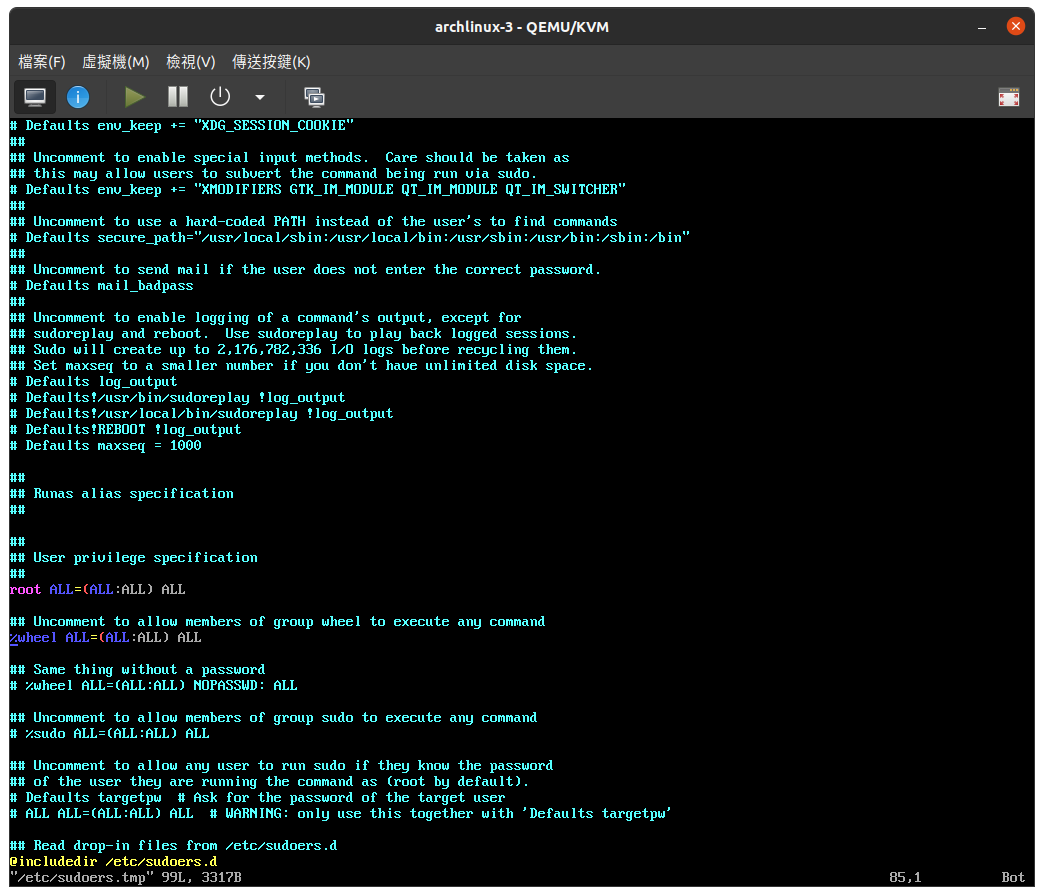 archlinux-3 - QEMU/KVM
檔案(F) 虛擬機(M) 檢視(V) 傳送按鍵(K)
# Defaults env_keep += "XDG_SESSION_COOKIE"
##
## Uncomment to enable special input methods.  Care should be taken as
## this may allow users to subvert the command being run via sudo.
# Defaults env_keep += "XMODIFIERS GTK_IM_MODULE QT_IM_MODULE QT_IM_SWITCHER"
##
## Uncomment to use a hard-coded PATH instead of the user's to find commands
# Defaults secure_path="/usr/local/sbin:/usr/local/bin:/usr/sbin:/usr/bin:/sbin:/bin"
##
## Uncomment to send mail if the user does not enter the correct password.
# Defaults mail_badpass
##
## Uncomment to enable logging of a command's output, except for
## sudoreplay and reboot.  Use sudoreplay to play back logged sessions.
## Sudo will create up to 2,176,782,336 I/O logs before recycling them.
## Set maxseq to a smaller number if you don't have unlimited disk space.
# Defaults log_output
# Defaults!/usr/bin/sudoreplay !log_output
# Defaults!/usr/local/bin/sudoreplay !log_output
# Defaults!REBOOT !log_output
# Defaults maxseq = 1000
##
## Runas alias specification
##
##
## User privilege specification
##
root ALL=(ALL:ALL) ALL
## Uncomment to allow members of group wheel to execute any command
%wheel ALL=(ALL:ALL) ALL
## Same thing without a password
# %wheel ALL=(ALL:ALL) NOPASSWD: ALL
## Uncomment to allow members of group sudo to execute any command
# %sudo ALL=(ALL:ALL) ALL
## Uncomment to allow any user to run sudo if they know the password
## of the user they are running the command as (root by default).
# Defaults targetpw  # Ask for the password of the target user
# ALL ALL=(ALL:ALL) ALL  # WARNING: only use this together with 'Defaults targetpw'
## Read drop-in files from /etc/sudoers.d
@includedir /etc/sudoers.d
"/etc/sudoers.tmp" 99L, 3317B 85,1 Bot